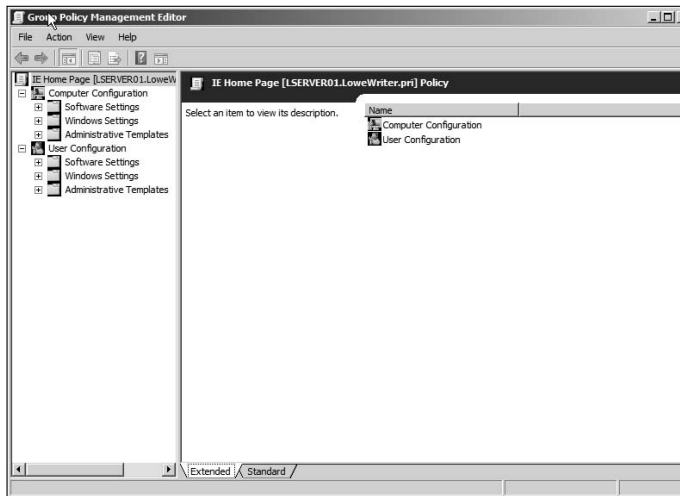 Group Policy Management Editor
File Action View Help
IE Home Page [LSERVER01.LoweW
Computer Configuration
Software Settings
Windows Settings
Administrative Templates
User Configuration
Software Settings
Windows Settings
Administrative Templates
IE Home Page [LSERVER01.LoweWriter.pri] Policy
Select an item to view its description.
Name
Computer Configuration
User Configuration
Extended Standard